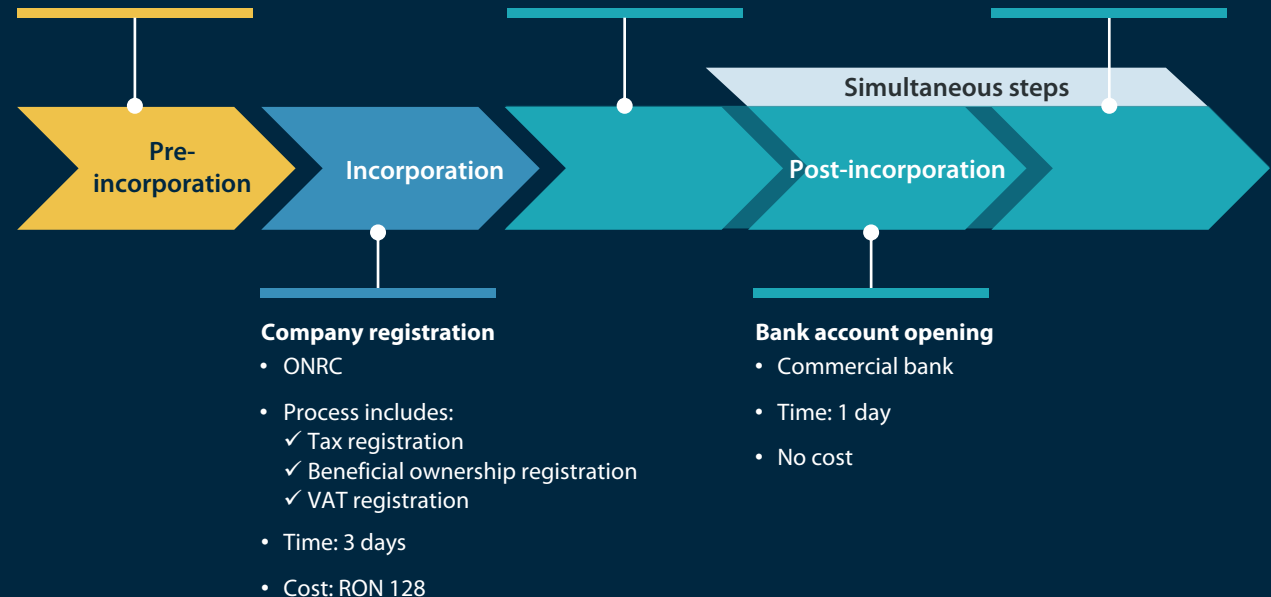 Simultaneous steps
Pre-
incorporation
Incorporation
Post-incorporation
Company registration
• ONRC
• Process includes:
✓ Tax registration
✓ Beneficial ownership registration
✓ VAT registration
• Time: 3 days
• Cost: RON 128
Bank account opening
• Commercial bank
• Time: 1 day
• No cost